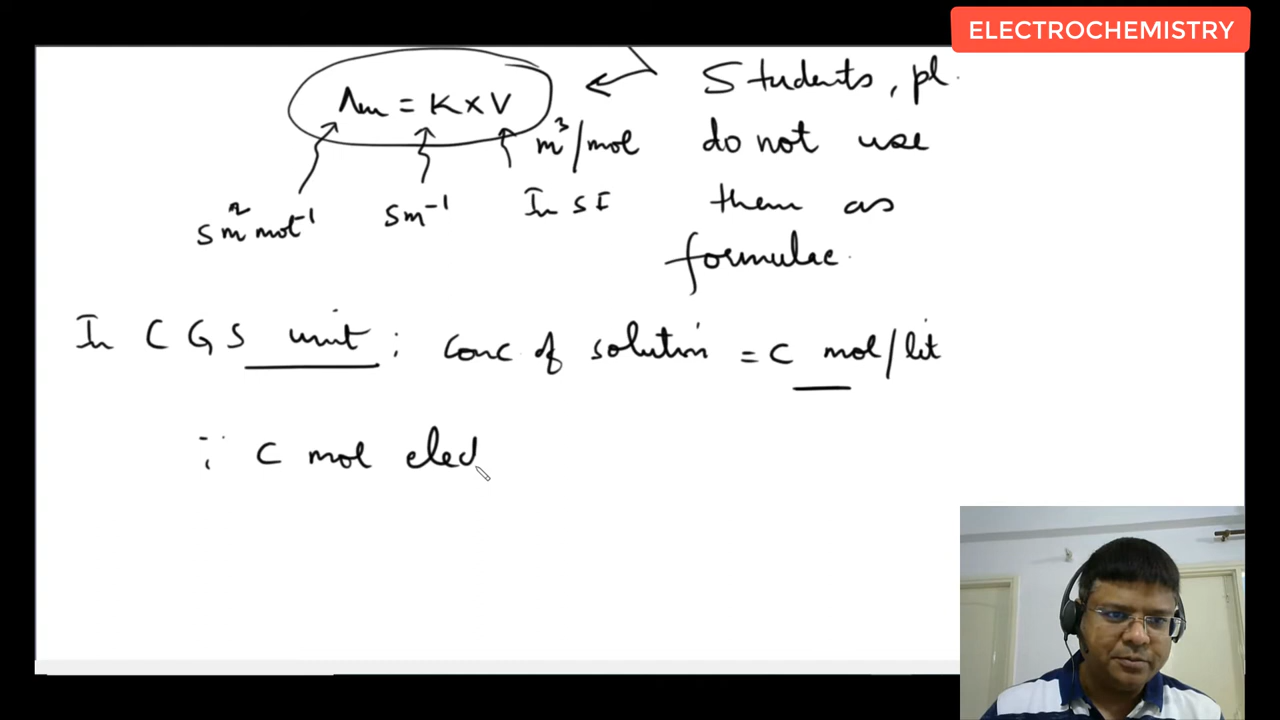 ELECTROCHEMISTRY
Λm = K × V
Students, pl.
do not use
them as
formulae.
S m² mol⁻¹
S m⁻¹
m³/mol
In SI
In C G S unit : Conc of solution = C mol/lit
∵ C mol elec